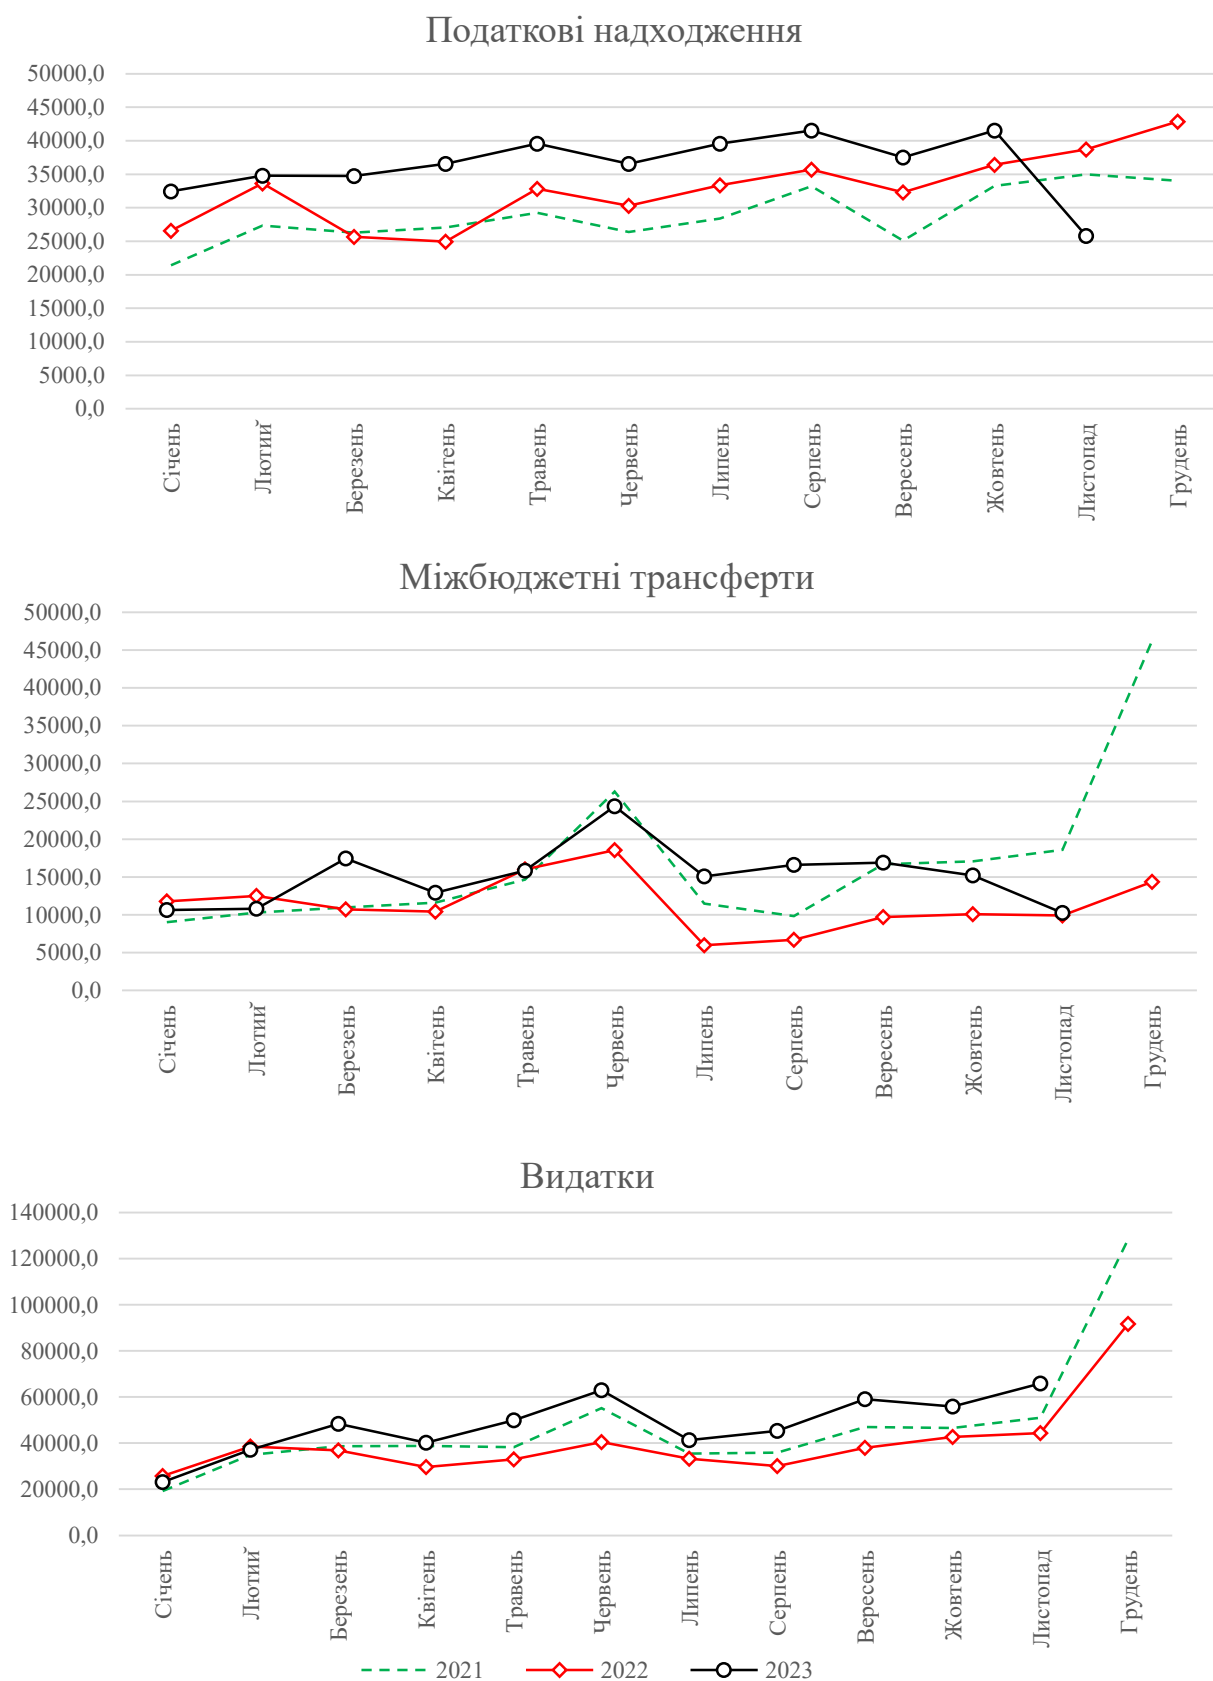 Податкові надходження
50000,0
45000,0
40000,0
35000,0
30000,0
25000,0
20000,0
15000,0
10000,0
5000,0
0,0
Січень
Лютий
Березень
Квітень
Травень
Червень
Липень
Серпень
Вересень
Жовтень
Листопад
Грудень
Міжбюджетні трансферти
50000,0
45000,0
40000,0
35000,0
30000,0
25000,0
20000,0
15000,0
10000,0
5000,0
0,0
Січень
Лютий
Березень
Квітень
Травень
Червень
Липень
Серпень
Вересень
Жовтень
Листопад
Грудень
Видатки
140000,0
120000,0
100000,0
80000,0
60000,0
40000,0
20000,0
0,0
Січень
Лютий
Березень
Квітень
Травень
Червень
Липень
Серпень
Вересень
Жовтень
Листопад
Грудень
2021 2022 2023